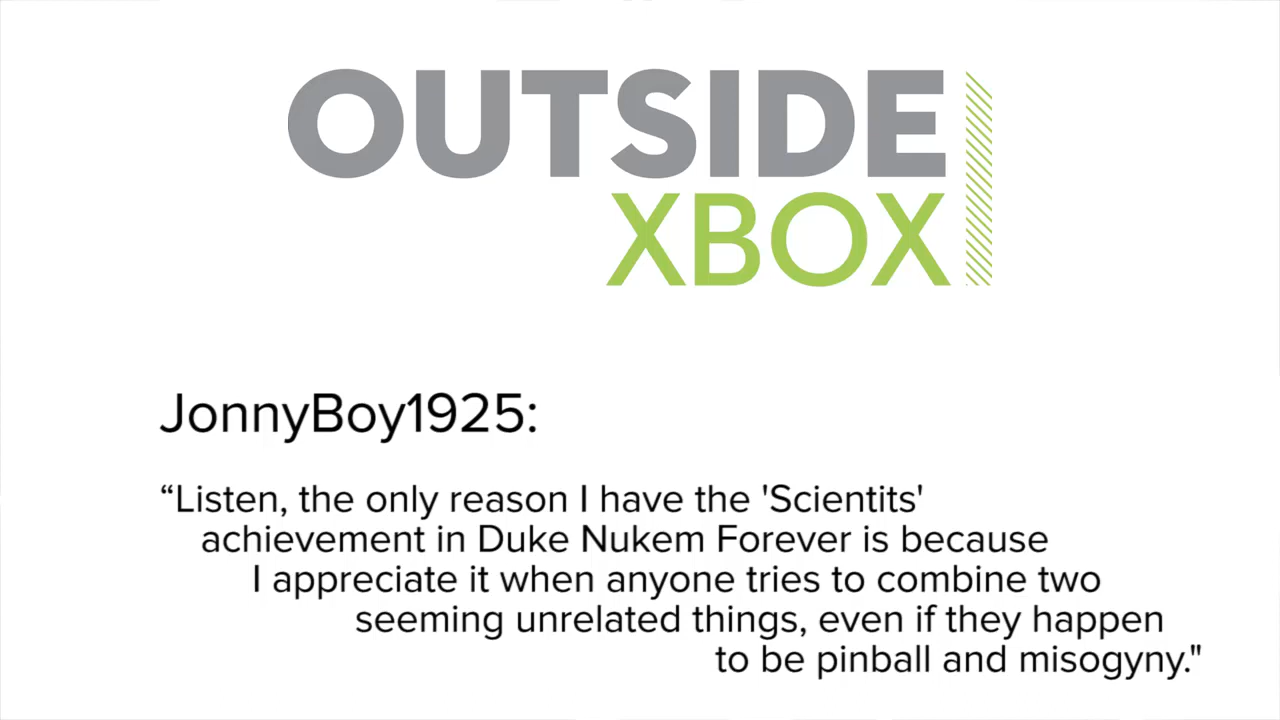 OUTSIDE
XBOX
JonnyBoy1925:
“Listen, the only reason I have the 'Scientits'
achievement in Duke Nukem Forever is because
I appreciate it when anyone tries to combine two
seeming unrelated things, even if they happen
to be pinball and misogyny."